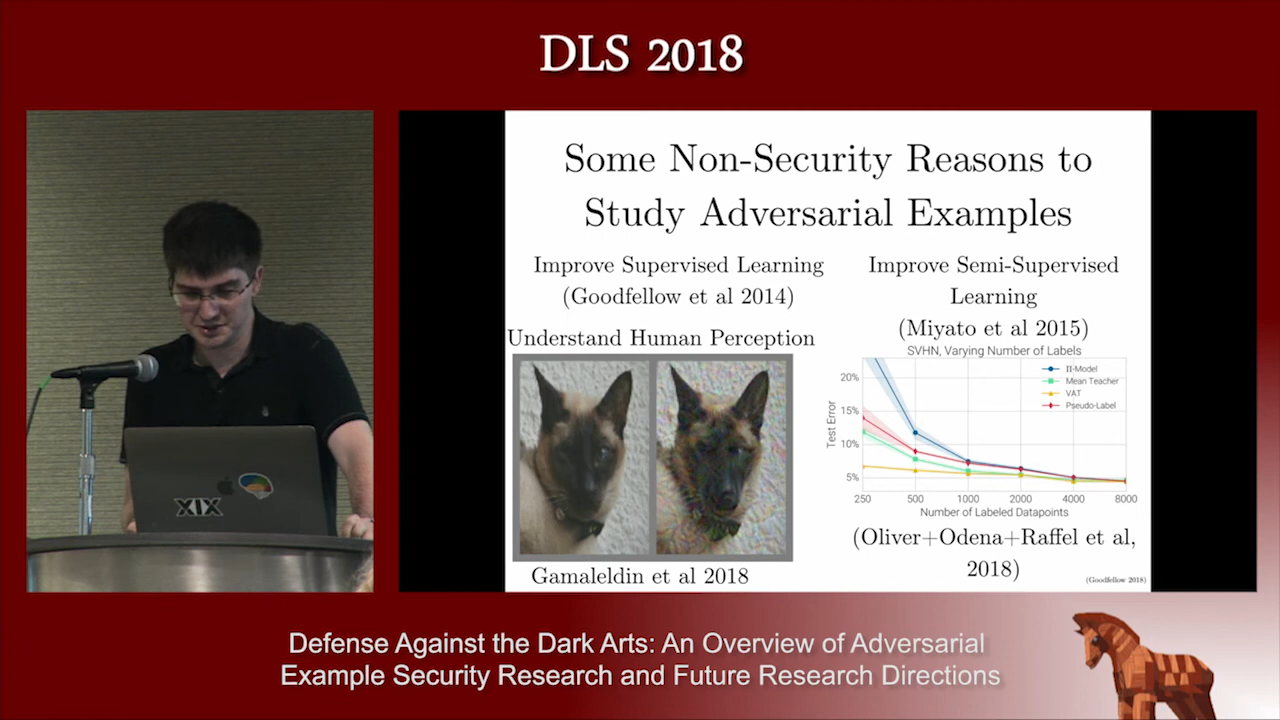 DLS 2018
XIX
Some Non-Security Reasons to
Study Adversarial Examples
Improve Supervised Learning
(Goodfellow et al 2014)
Understand Human Perception
Gamaleldin et al 2018
Improve Semi-Supervised
Learning
(Miyato et al 2015)
SVHN, Varying Number of Labels
Test Error
20%
15%
10%
5%
Π-Model
Mean Teacher
VAT
Pseudo-Label
250 500 1000 2000 4000 8000
Number of Labeled Datapoints
(Oliver+Odena+Raffel et al,
2018)
(Goodfellow 2018)
Defense Against the Dark Arts: An Overview of Adversarial
Example Security Research and Future Research Directions